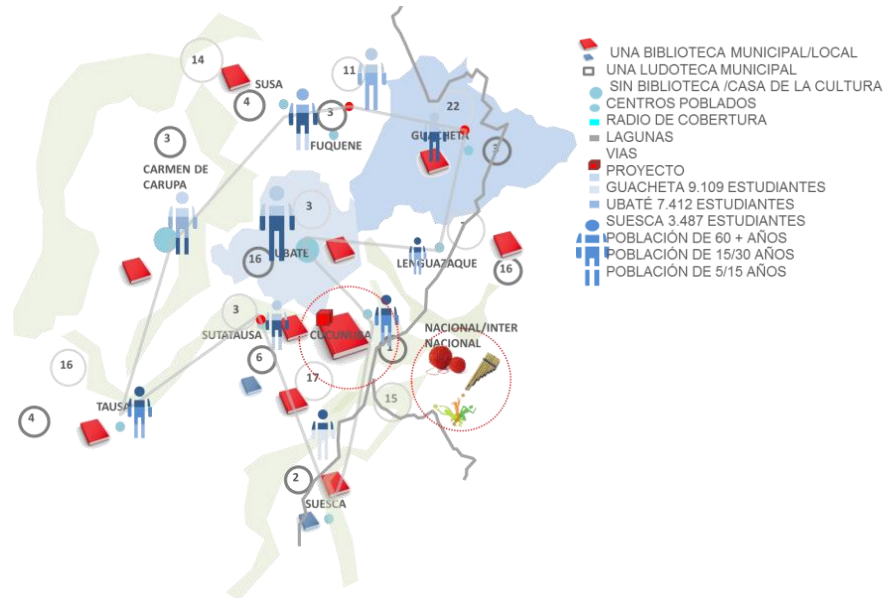 14
SUSA
4
11
3
22
GUACHETA
FUQUENE
3
3
CARMEN DE
CARUPA
3
16
UBATE
LENGUAZAQUE
16
3
SUTATAUSA
CUCUNUBA
NACIONAL/INTER
NACIONAL
1
6
16
17
15
4
TAUSA
2
SUESCA
UNA BIBLIOTECA MUNICIPAL/LOCAL
UNA LUDOTECA MUNICIPAL
SIN BIBLIOTECA /CASA DE LA CULTURA
CENTROS POBLADOS
RADIO DE COBERTURA
LAGUNAS
VIAS
PROYECTO
GUACHETA 9.109 ESTUDIANTES
UBATÉ 7.412 ESTUDIANTES
SUESCA 3.487 ESTUDIANTES
POBLACIÓN DE 60 + AÑOS
POBLACIÓN DE 15/30 AÑOS
POBLACIÓN DE 5/15 AÑOS